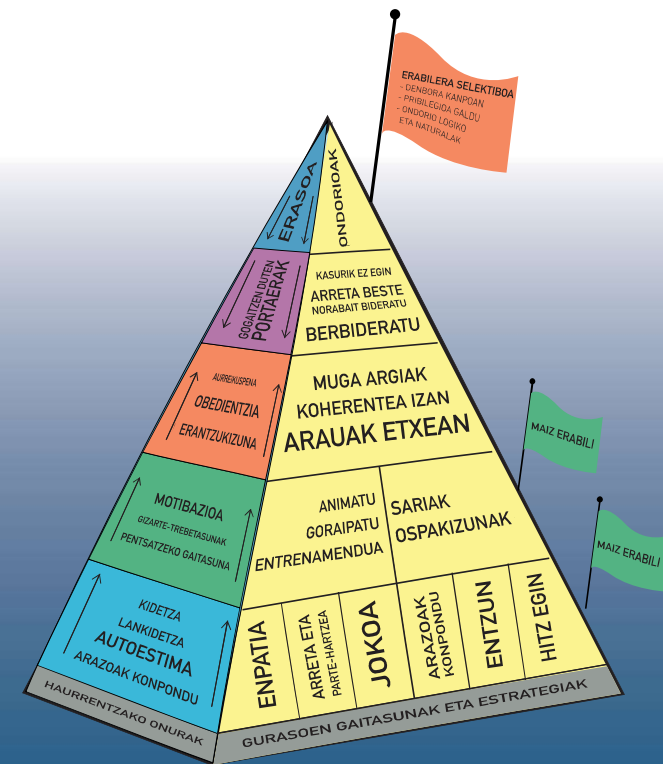 ERABILERA SELEKTIBOA
- DENBORA KANPOAN
- PRIBILEGIOA GALDU
- ONDORIO LOGIKO
ETA NATURALAK
ERASOA
ONDORIOAK
GOGAITZEN DUTEN
PORTAERAK
KASURIK EZ EGIN
ARRETA BESTE
NORABAIT BIDERATU
BERBIDERATU
AURREIKUSPENA
OBEDIENTZIA
ERANTZUKIZUNA
MUGA ARGIAK
KOHERENTEA IZAN
ARAUAK ETXEAN
MAIZ ERABILI
MOTIBAZIOA
GIZARTE-TREBETASUNAK
PENTSATZEKO GAITASUNA
ANIMATU
GORAIPATU
ENTRENAMENDUA
SARIAK
OSPAKIZUNAK
MAIZ ERABILI
KIDETZA
LANKIDETZA
AUTOESTIMA
ARAZOAK KONPONDU
ENPATIA
ARRETA ETA
PARTE-HARTZEA
JOKOA
ARAZOAK
KONPONDU
ENTZUN
HITZ EGIN
HAURRENTZAKO ONURAK
GURASOEN GAITASUNAK ETA ESTRATEGIAK